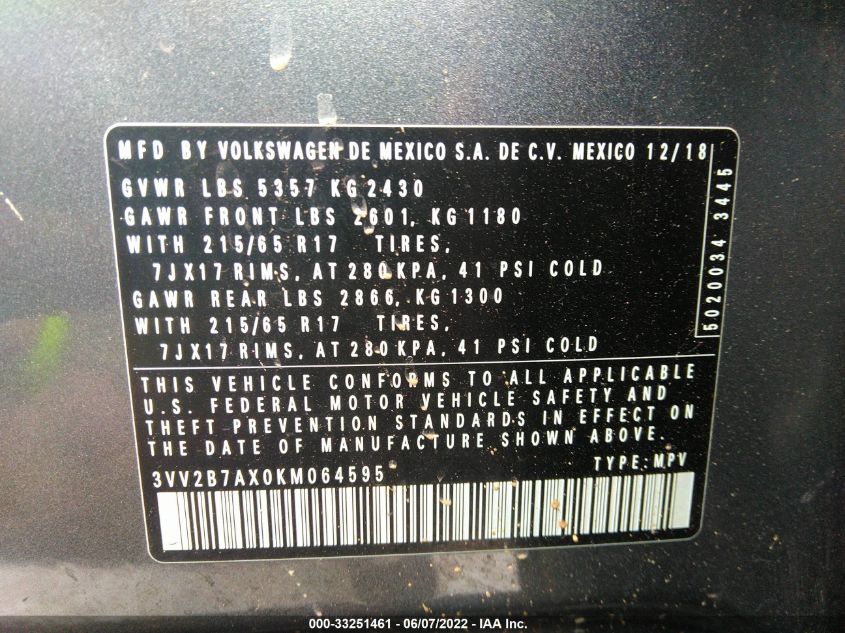 MFD BY VOLKSWAGEN DE MEXICO S.A. DE C.V. MEXICO 12/18
GVWR LBS 5357 KG 2430
GAWR FRONT LBS 2601, KG 1180
WITH 215/65 R17 TIRES,
7JX17 RIMS, AT 280 KPA, 41 PSI COLD
GAWR REAR LBS 2866, KG 1300
WITH 215/65 R17 TIRES,
7JX17 RIMS, AT 280 KPA, 41 PSI COLD
5020034 3445
THIS VEHICLE CONFORMS TO ALL APPLICABLE
U.S. FEDERAL MOTOR VEHICLE SAFETY AND
THEFT PREVENTION STANDARDS IN EFFECT ON
THE DATE OF MANUFACTURE SHOWN ABOVE.
3VV2B7AX0KM064595 TYPE: MPV
000-33251461 - 06/07/2022 - IAA Inc.